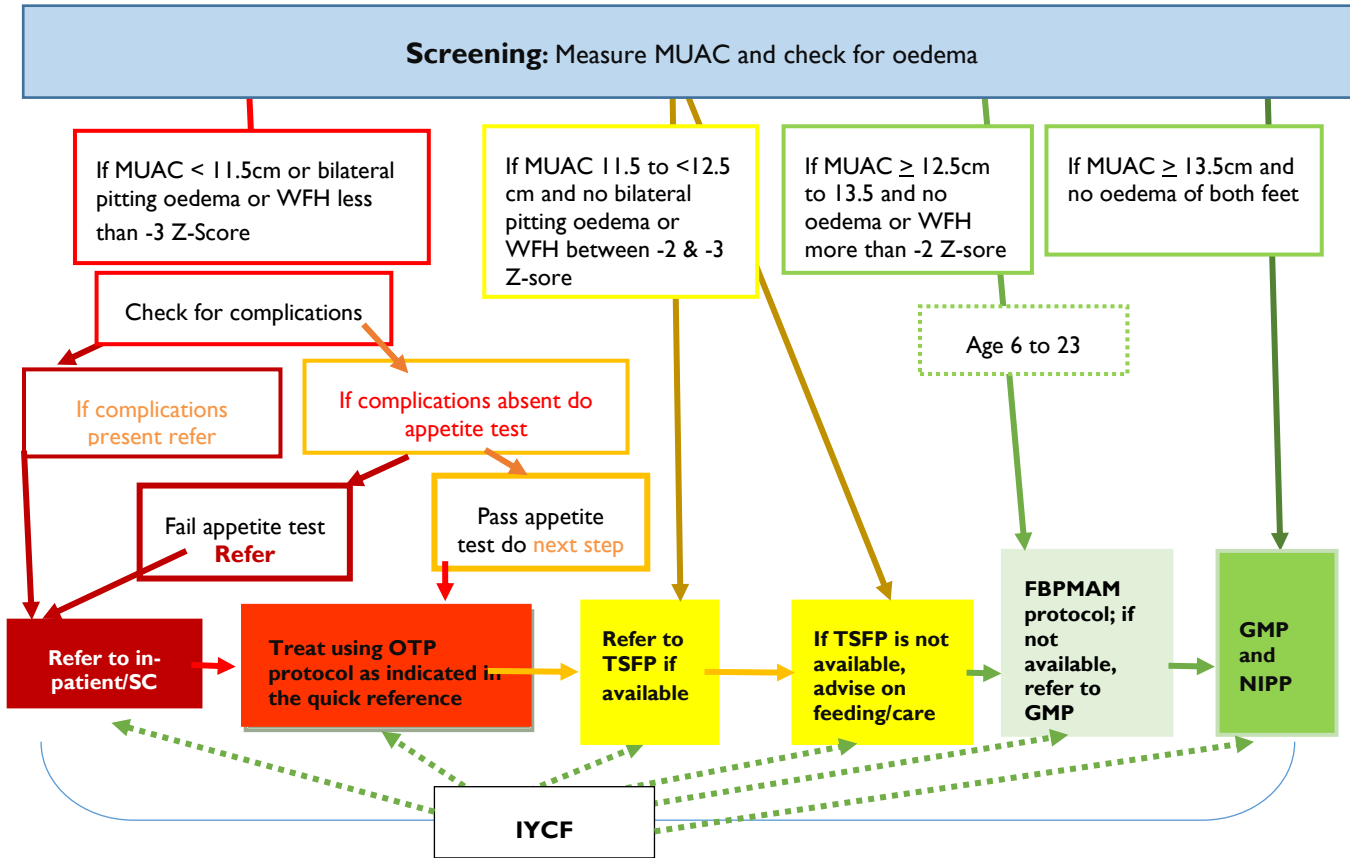 Screening: Measure MUAC and check for oedema
If MUAC < 11.5cm or bilateral
pitting oedema or WFH less
than -3 Z-Score
If MUAC 11.5 to <12.5
cm and no bilateral
pitting oedema or
WFH between -2 & -3
Z-sore
If MUAC ≥ 12.5cm
to 13.5 and no
oedema or WFH
more than -2 Z-sore
If MUAC ≥ 13.5cm and
no oedema of both feet
Check for complications
Age 6 to 23
If complications
present refer
If complications absent do
appetite test
Fail appetite test
Refer
Pass appetite
test do next step
Refer to in-
patient/SC
Treat using OTP
protocol as indicated in
the quick reference
Refer to
TSFP if
available
If TSFP is not
available,
advise on
feeding/care
FBPMAM
protocol; if
not
available,
refer to
GMP
GMP
and
NIPP
IYCF